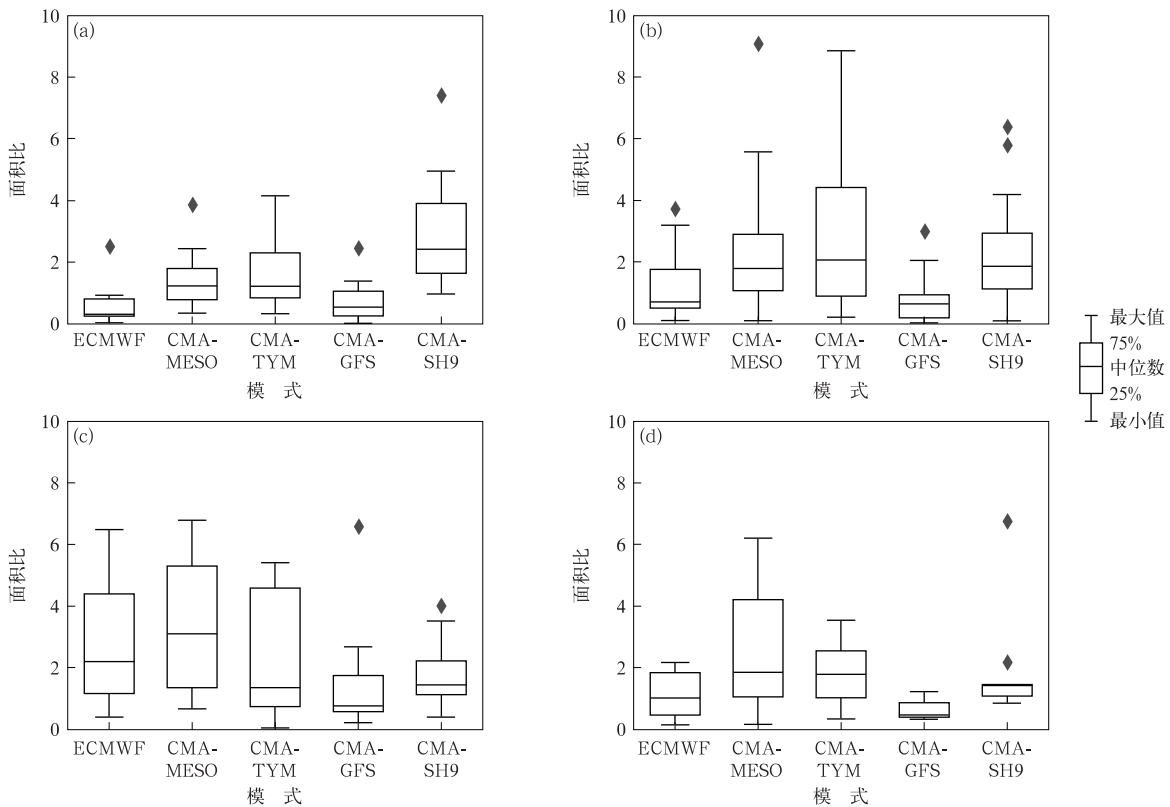 (a)
10
8
6
4
2
0
面积比
ECMWF CMA- CMA- CMA- CMA-
MESO TYM GFS SH9
模 式
(b)
10
8
6
4
2
0
面积比
ECMWF CMA- CMA- CMA- CMA-
MESO TYM GFS SH9
模 式
最大值
75%
中位数
25%
最小值
(c)
10
8
6
4
2
0
面积比
ECMWF CMA- CMA- CMA- CMA-
MESO TYM GFS SH9
模 式
(d)
10
8
6
4
2
0
面积比
ECMWF CMA- CMA- CMA- CMA-
MESO TYM GFS SH9
模 式